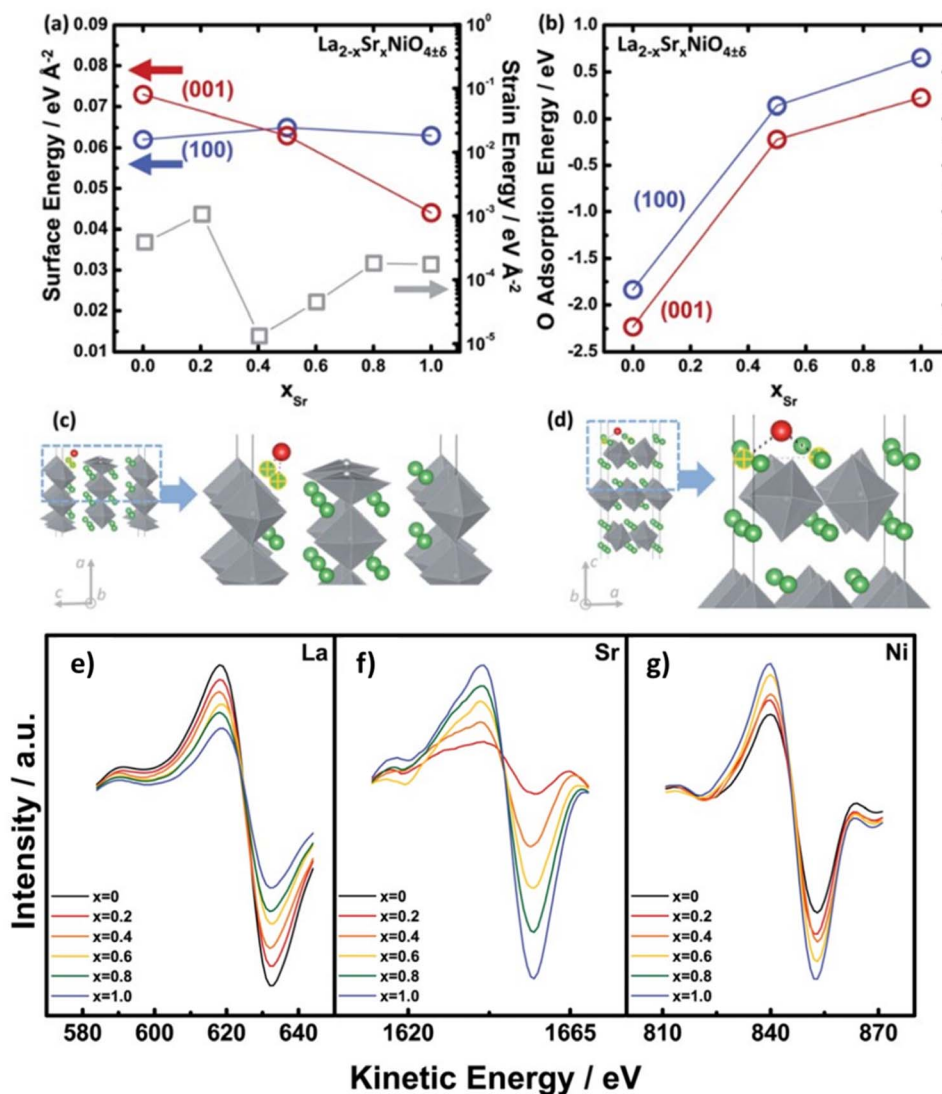 (a)
La2-xSrxNiO4±δ
(001)
(100)
Surface Energy / eV Å-2
0.09
0.08
0.07
0.06
0.05
0.04
0.03
0.02
0.01
Strain Energy / eV Å-2
10^0
10^-1
10^-2
10^-3
10^-4
10^-5
0.0 0.2 0.4 0.6 0.8 1.0
xSr
(b)
La2-xSrxNiO4±δ
(100)
(001)
O Adsorption Energy / eV
1.0
0.5
0.0
-0.5
-1.0
-1.5
-2.0
-2.5
0.0 0.2 0.4 0.6 0.8 1.0
xSr
(c)
a
c
b
(d)
c
b
a
e)
La
x=0
x=0.2
x=0.4
x=0.6
x=0.8
x=1.0
580 600 620 640
f)
Sr
x=0
x=0.2
x=0.4
x=0.6
x=0.8
x=1.0
1620 1665
g)
Ni
x=0
x=0.2
x=0.4
x=0.6
x=0.8
x=1.0
810 840 870
Intensity / a.u.
Kinetic Energy / eV